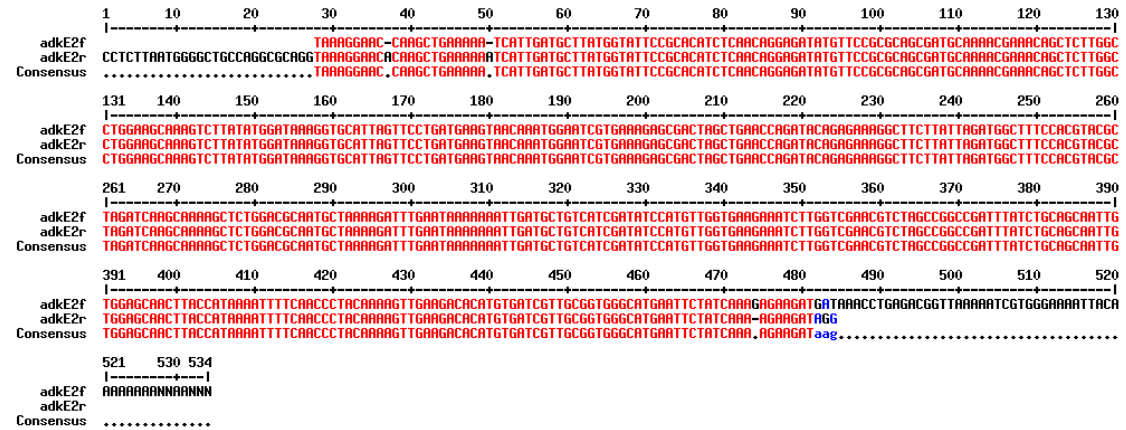 1 10 20 30 40 50 60 70 80 90 100 110 120 130
|--------+---------+---------+---------+---------+---------+---------+---------+---------+---------+---------+---------+---------|
adkE2f TAAAGGAAC-CAAGCTGAAAAA-TCATTGATGCTTATGGTATTCCGCACATCTCAACAGGAGATATGTTCCGCGCAGCGATGCAAAACGAAACAGCTCTTGGC
adkE2r CCTCTTAATGGGGCTGCCAGGCGCAGGTAAAGGAACACAAGCTGAAAAAATCATTGATGCTTATGGTATTCCGCACATCTCAACAGGAGATATGTTCCGCGCAGCGATGCAAAACGAAACAGCTCTTGGC
Consensus ...........................TAAAGGAAC.CAAGCTGAAAAA.TCATTGATGCTTATGGTATTCCGCACATCTCAACAGGAGATATGTTCCGCGCAGCGATGCAAAACGAAACAGCTCTTGGC
131 140 150 160 170 180 190 200 210 220 230 240 250 260
|--------+---------+---------+---------+---------+---------+---------+---------+---------+---------+---------+---------+---------|
adkE2f CTGGAAGCAAAGTCTTATATGGATAAAGGTGCATTAGTTCCTGATGAAGTAACAAATGGAATCGTGAAAGAGCGACTAGCTGAACCAGATACAGAGAAAGGCTTCTTATTAGATGGCTTTCCACGTACGC
adkE2r CTGGAAGCAAAGTCTTATATGGATAAAGGTGCATTAGTTCCTGATGAAGTAACAAATGGAATCGTGAAAGAGCGACTAGCTGAACCAGATACAGAGAAAGGCTTCTTATTAGATGGCTTTCCACGTACGC
Consensus CTGGAAGCAAAGTCTTATATGGATAAAGGTGCATTAGTTCCTGATGAAGTAACAAATGGAATCGTGAAAGAGCGACTAGCTGAACCAGATACAGAGAAAGGCTTCTTATTAGATGGCTTTCCACGTACGC
261 270 280 290 300 310 320 330 340 350 360 370 380 390
|--------+---------+---------+---------+---------+---------+---------+---------+---------+---------+---------+---------+---------|
adkE2f TAGATCAAGCAAAAGCTCTGGACGCAATGCTAAAAGATTTGAATAAAAAAATTGATGCTGTCATCGATATCCATGTTGGTGAAGAAATCTTGGTCGAACGTCTAGCCGGCCGATTTATCTGCAGCAATTG
adkE2r TAGATCAAGCAAAAGCTCTGGACGCAATGCTAAAAGATTTGAATAAAAAAATTGATGCTGTCATCGATATCCATGTTGGTGAAGAAATCTTGGTCGAACGTCTAGCCGGCCGATTTATCTGCAGCAATTG
Consensus TAGATCAAGCAAAAGCTCTGGACGCAATGCTAAAAGATTTGAATAAAAAAATTGATGCTGTCATCGATATCCATGTTGGTGAAGAAATCTTGGTCGAACGTCTAGCCGGCCGATTTATCTGCAGCAATTG
391 400 410 420 430 440 450 460 470 480 490 500 510 520
|--------+---------+---------+---------+---------+---------+---------+---------+---------+---------+---------+---------+---------|
adkE2f TGGAGCAACTTACCATAAAATTTTCAACCCTACAAAAGTTGAAGACACATGTGATCGTTGCGGTGGGCATGAATTCTATCAAAGAGAAGATGATAAACCTGAGACGGTTAAAAATCGTGGGAAAATTACA
adkE2r TGGAGCAACTTACCATAAAATTTTCAACCCTACAAAAGTTGAAGACACATGTGATCGTTGCGGTGGGCATGAATTCTATCAAA-AGAAGATAGG
Consensus TGGAGCAACTTACCATAAAATTTTCAACCCTACAAAAGTTGAAGACACATGTGATCGTTGCGGTGGGCATGAATTCTATCAAA.AGAAGATaag....................................
521 530 534
|--------+---|
adkE2f AAAAAAANNAANNN
adkE2r
Consensus ..............